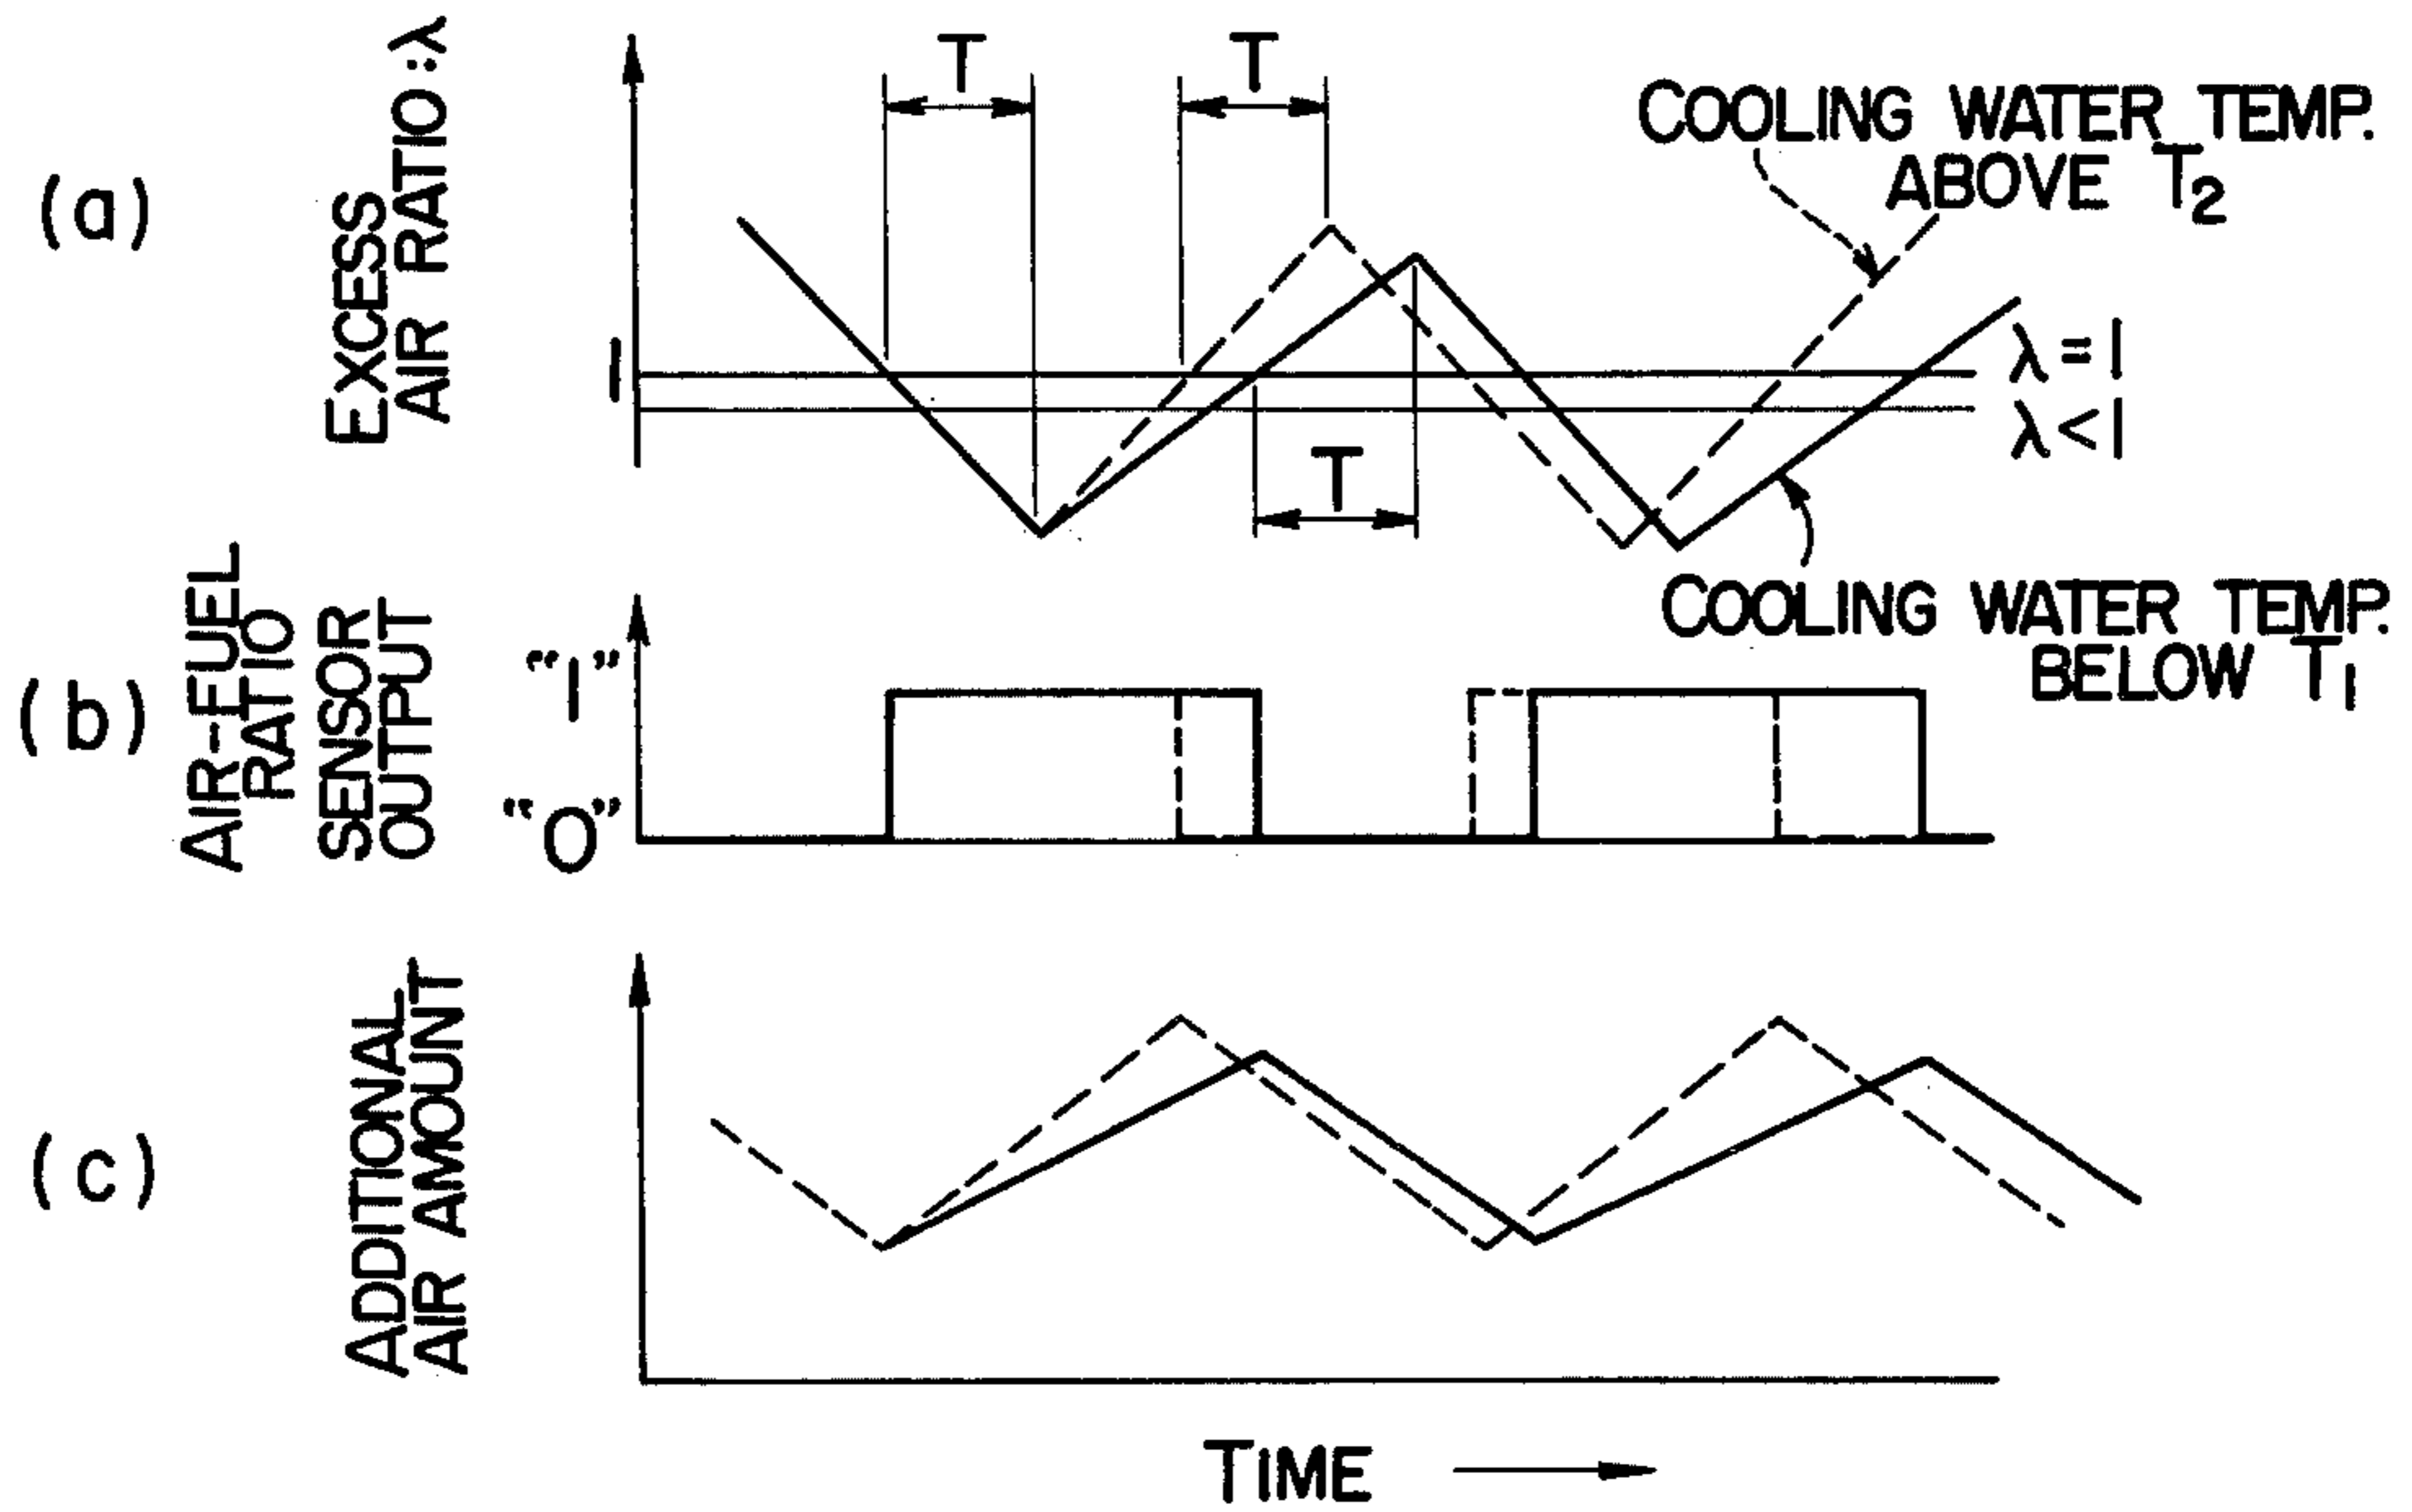 (a)
EXCESS
AIR RATIO:λ
T
T
COOLING WATER TEMP.
ABOVE T2
1
λ=1
λ<1
T
COOLING WATER TEMP.
BELOW T1
(b)
AIR-FUEL
RATIO
SENSOR
OUTPUT
“1”
“0”
(c)
ADDITIONAL
AIR AMOUNT
TIME